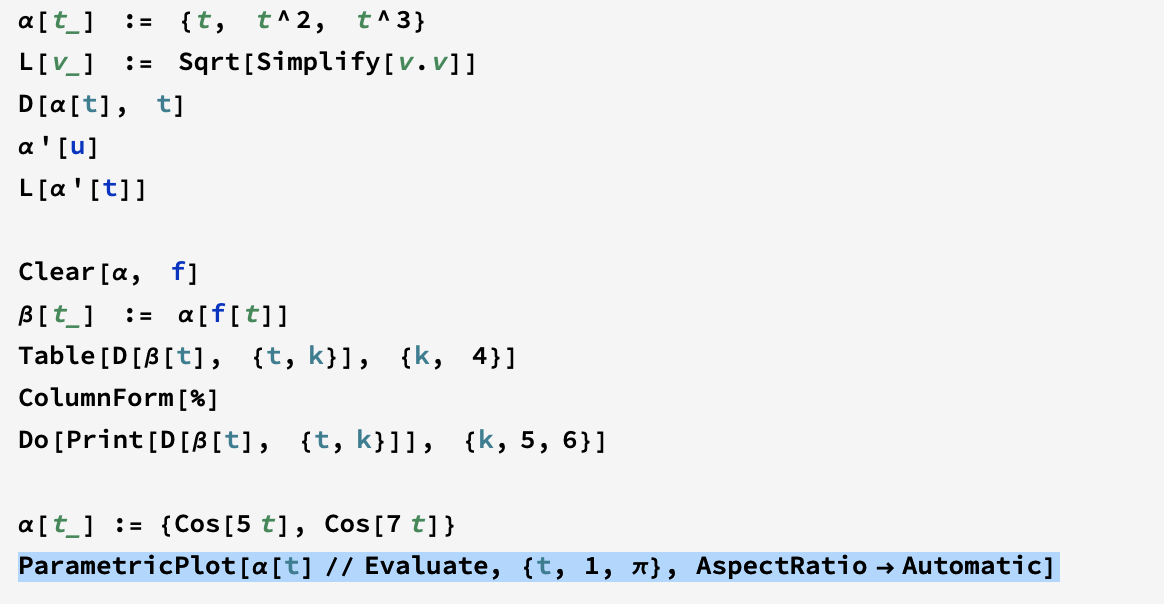 α[t_] := {t, t^2, t^3}
L[v_] := Sqrt[Simplify[v.v]]
D[α[t], t]
α'[u]
L[α'[t]]
Clear[α, f]
β[t_] := α[f[t]]
Table[D[β[t], {t, k}], {k, 4}]
ColumnForm[%]
Do[Print[D[β[t], {t, k}]], {k, 5, 6}]
α[t_] := {Cos[5 t], Cos[7 t]}
ParametricPlot[α[t] // Evaluate, {t, 1, π}, AspectRatio → Automatic]